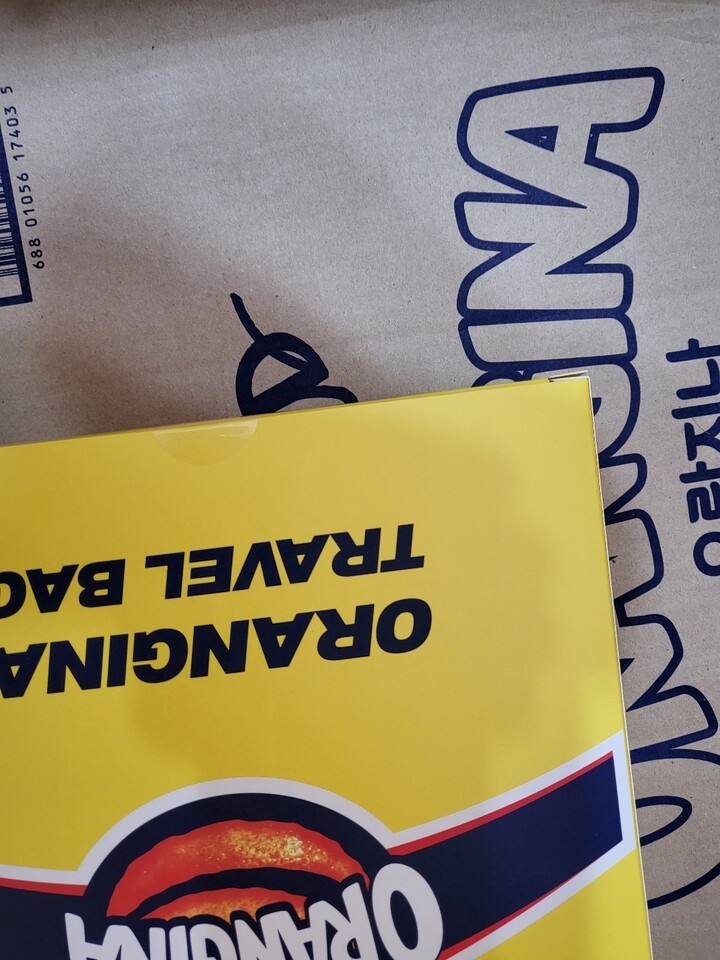 688 01056 17403 5
ORANGINA
오랑지나
ORANGINA
TRAVEL BAG
ORANGINA